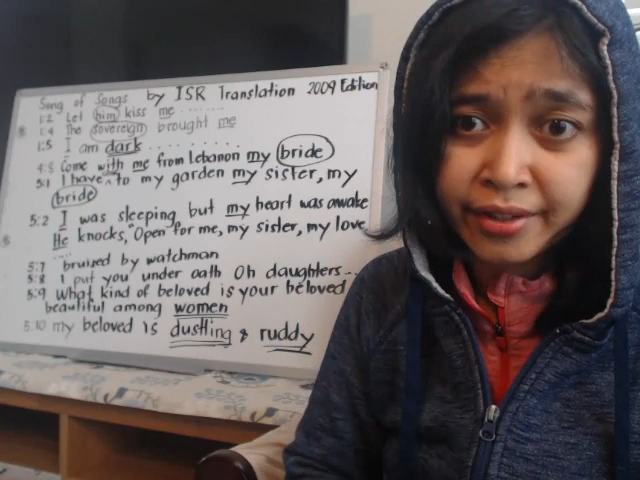 Song of Songs by ISR Translation 2009 Edition
1:2 Let him kiss me ........
1:4 The sovereign brought me
1:5 I am dark ........
4:8 Come with me from Lebanon my bride
5:1 I have to my garden my sister, my
bride
5:2 I was sleeping, but my heart was awake
He knocks, "Open for me, my sister, my love
....
5:7 bruised by watchman
5:8 I put you under oath Oh daughters...
5:9 What kind of beloved is your beloved
beautiful among women
5:10 my beloved is dustling & ruddy